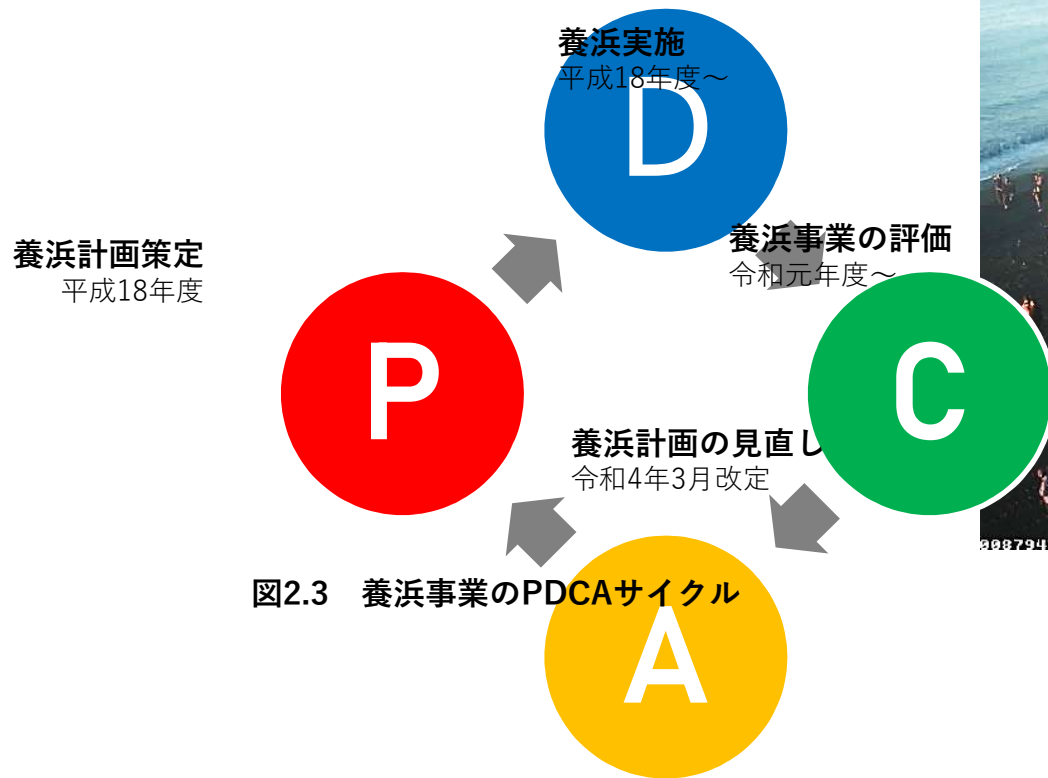 養浜実施
平成18年度～
D
養浜計画策定
平成18年度
養浜事業の評価
令和元年度～
P
C
養浜計画の見直し
令和4年3月改定
図2.3　養浜事業のPDCAサイクル
A
008794